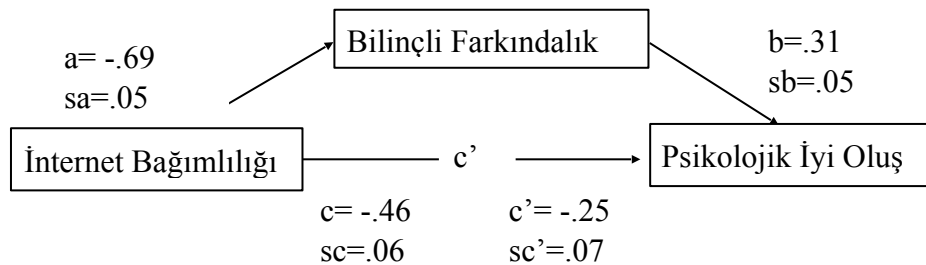 Bilinçli Farkındalık
a= -.69
sa=.05
b=.31
sb=.05
İnternet Bağımlılığı
c’
Psikolojik İyi Oluş
c= -.46
sc=.06
c’= -.25
sc’=.07